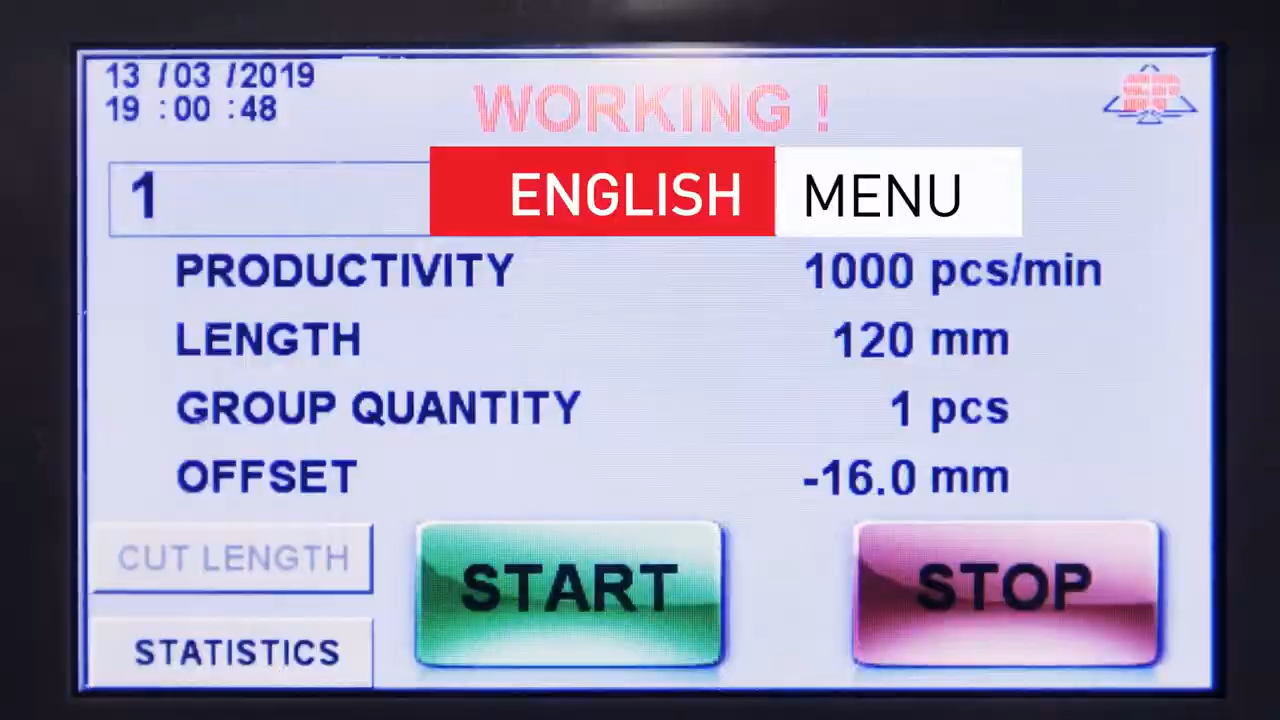 13 /03 /2019
19 :00 :48
WORKING !
1
ENGLISH MENU
PRODUCTIVITY 1000 pcs/min
LENGTH 120 mm
GROUP QUANTITY 1 pcs
OFFSET -16.0 mm
CUT LENGTH
START
STOP
STATISTICS